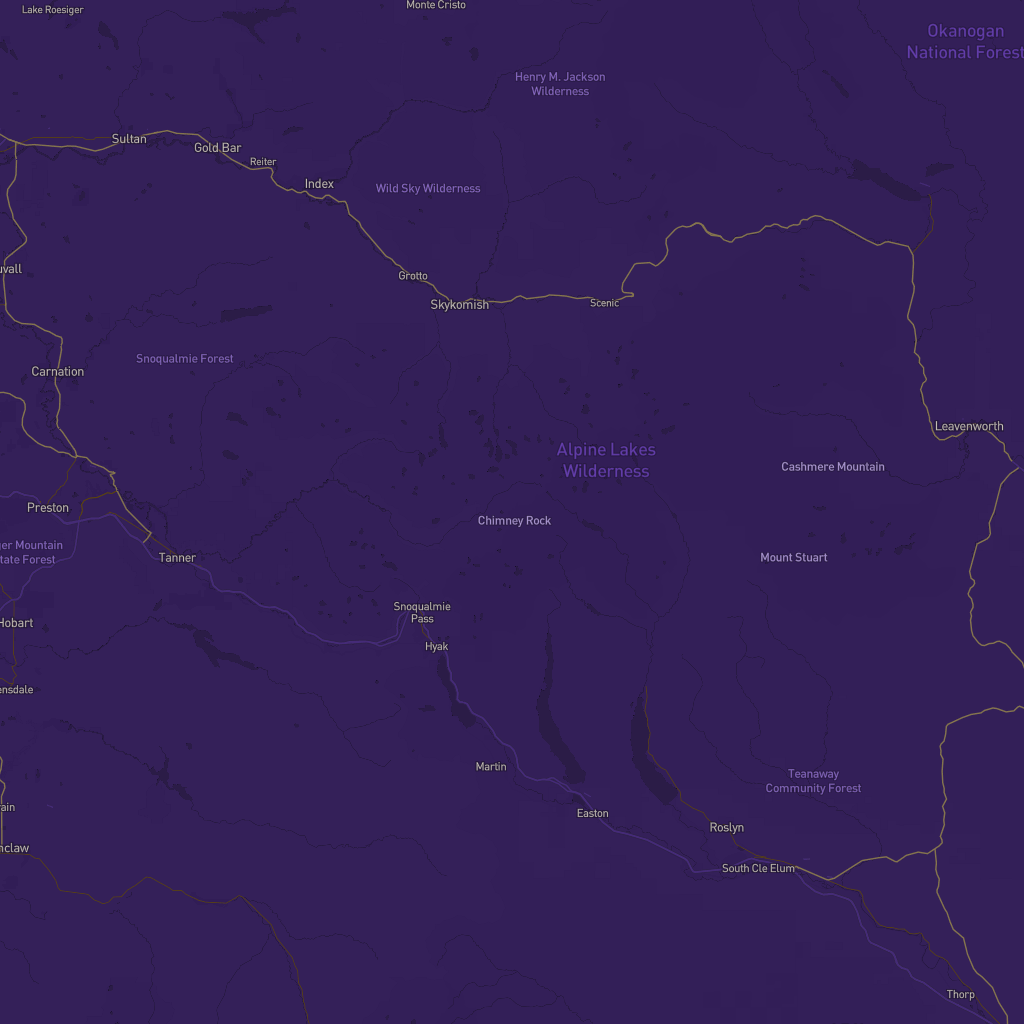 Lake Roesiger
Monte Cristo
Okanogan
National Forest
Henry M. Jackson
Wilderness
Sultan
Gold Bar
Reiter
Index
Wild Sky Wilderness
uvall
Grotto
Skykomish
Scenic
Snoqualmie Forest
Carnation
Leavenworth
Alpine Lakes
Wilderness
Cashmere Mountain
Preston
Chimney Rock
ger Mountain
tate Forest
Tanner
Mount Stuart
Snoqualmie
Pass
Hobart
Hyak
ensdale
Martin
Teanaway
Community Forest
ain
Easton
Roslyn
mclaw
South Cle Elum
Thorp